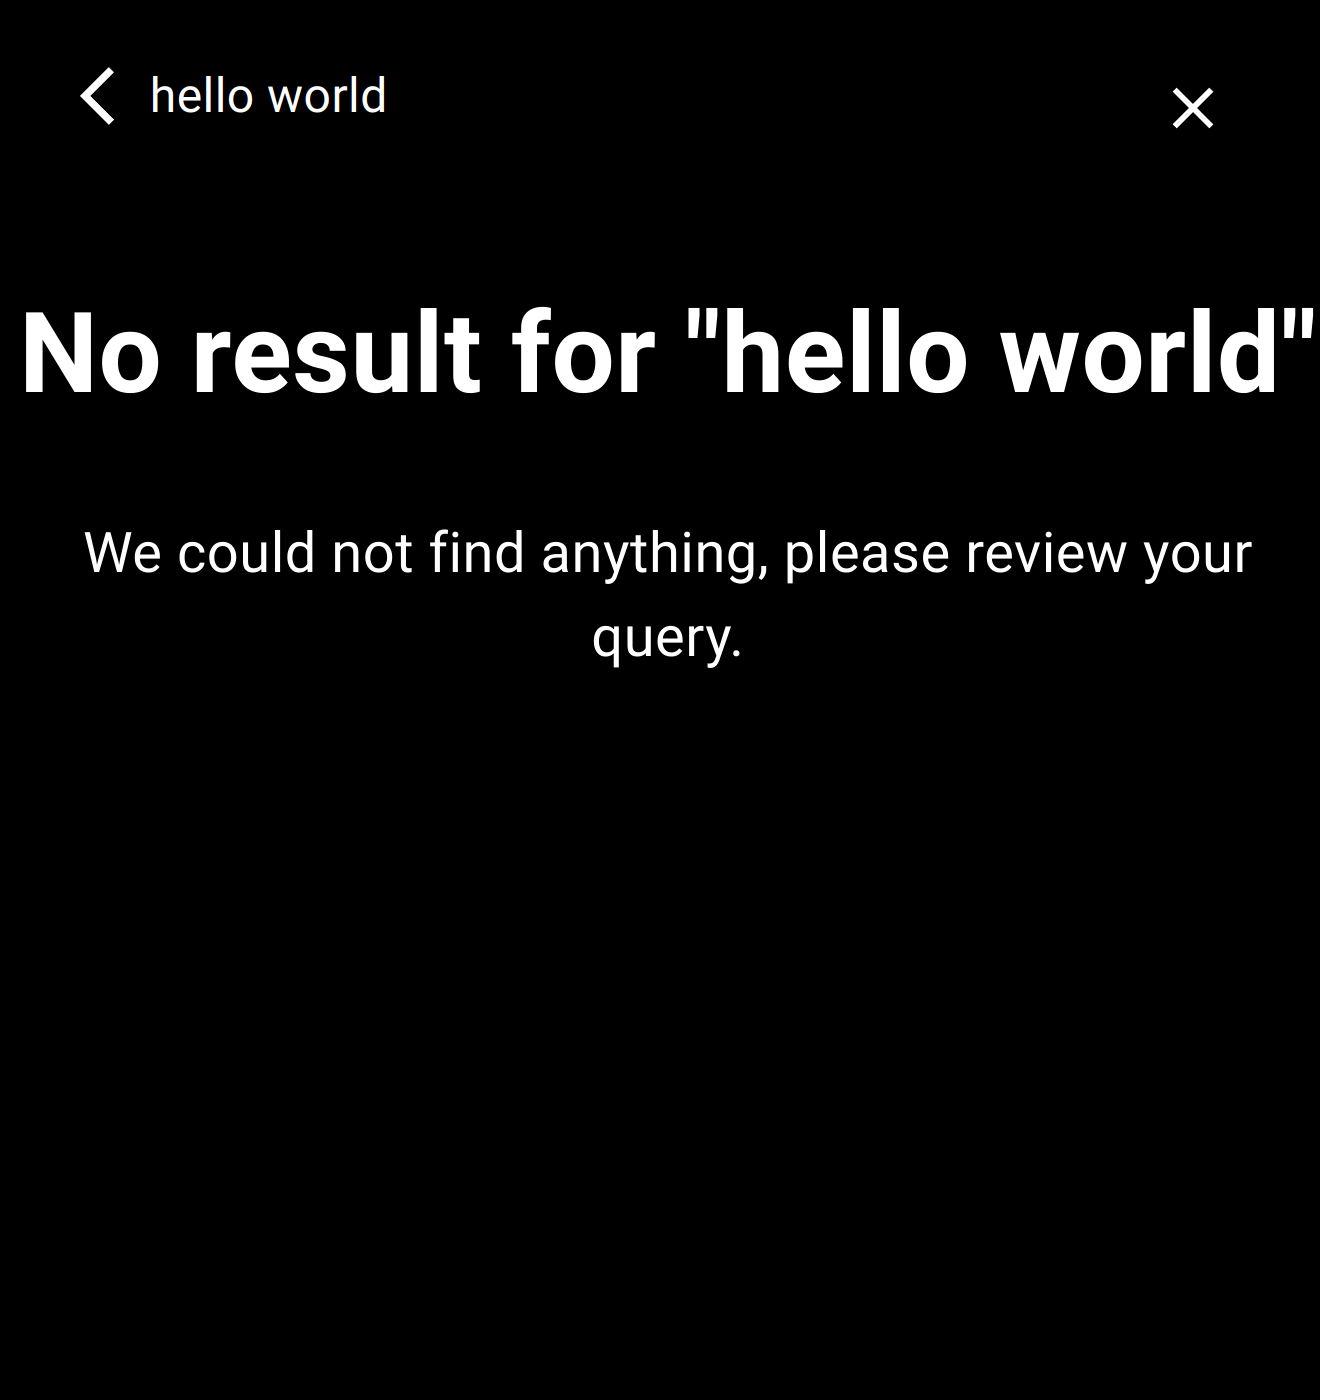 hello world
No result for "hello world"
We could not find anything, please review your
query.